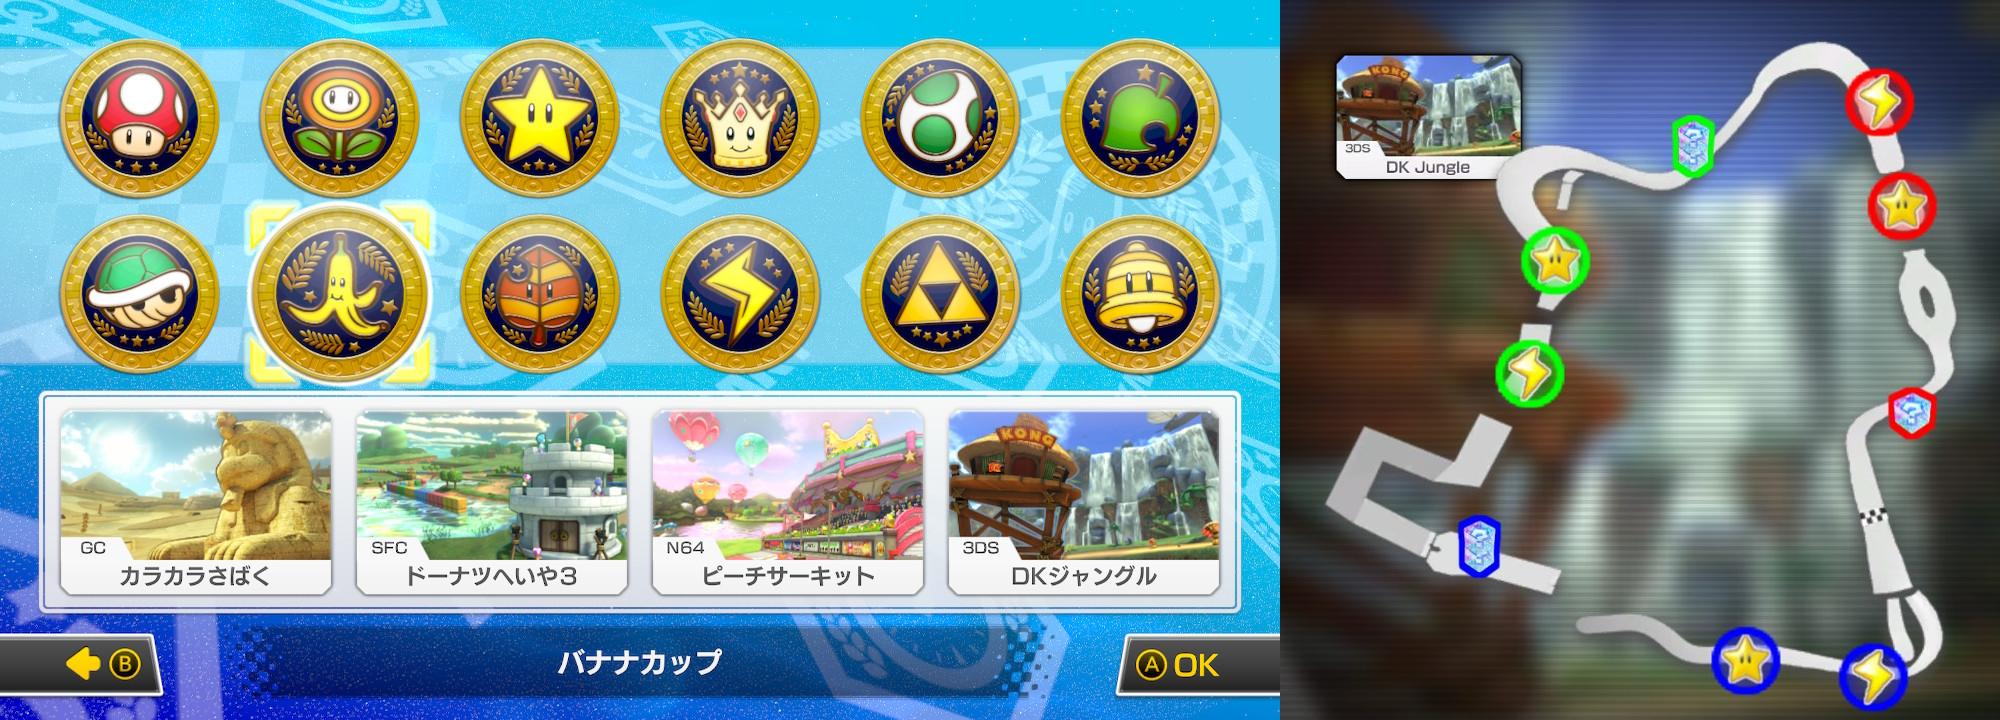 GC
カラカラさばく
SFC
ドーナツへいや3
N64
ピーチサーキット
KONG
3DS
DKジャングル
B
バナナカップ
A OK
KONG
3DS
DK Jungle